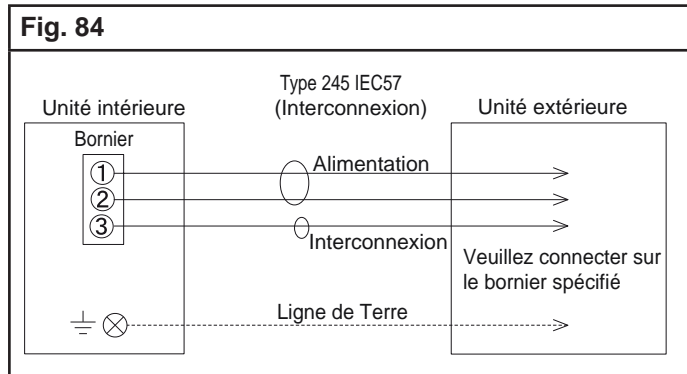 Fig. 84
Type 245 IEC57
(Interconnexion)
Unité intérieure
Unité extérieure
Bornier
1
Alimentation
2
3
Interconnexion
Veuillez connecter sur
le bornier spécifié
Ligne de Terre